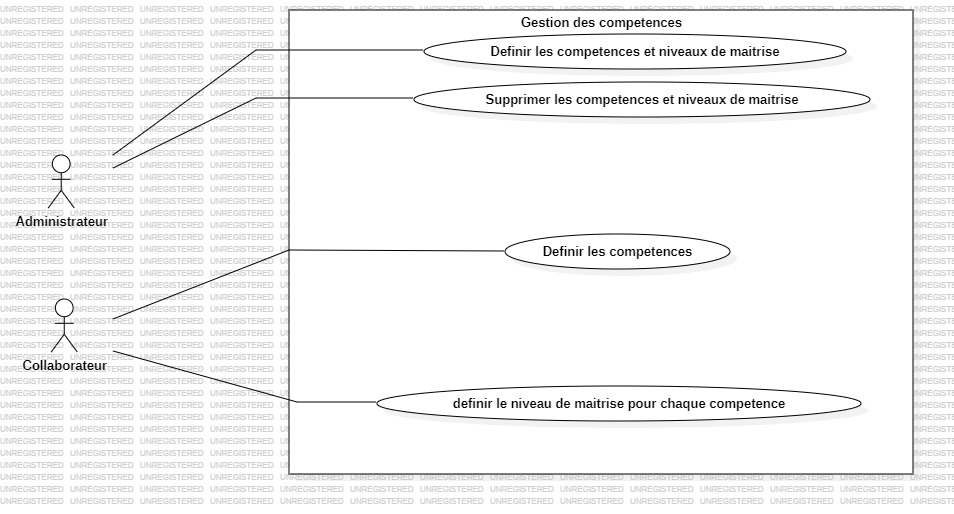 Gestion des competences
Definir les competences et niveaux de maitrise
Supprimer les competences et niveaux de maitrise
Administrateur
Definir les competences
Collaborateur
definir le niveau de maitrise pour chaque competence
UNREGISTERED